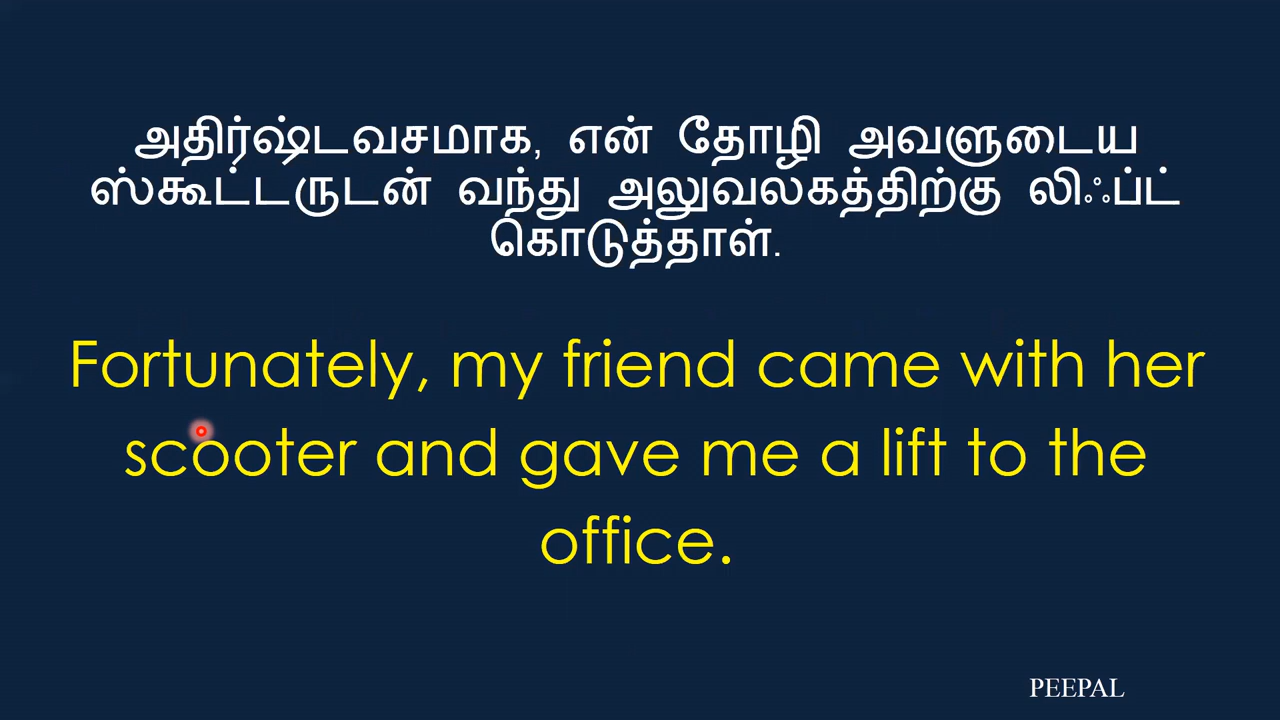 அதிர்ஷ்டவசமாக, என் தோழி அவளுடைய
ஸ்கூட்டருடன் வந்து அலுவலகத்திற்கு லிஃப்ட்
கொடுத்தாள்.
Fortunately, my friend came with her
scooter and gave me a lift to the
office.
PEEPAL